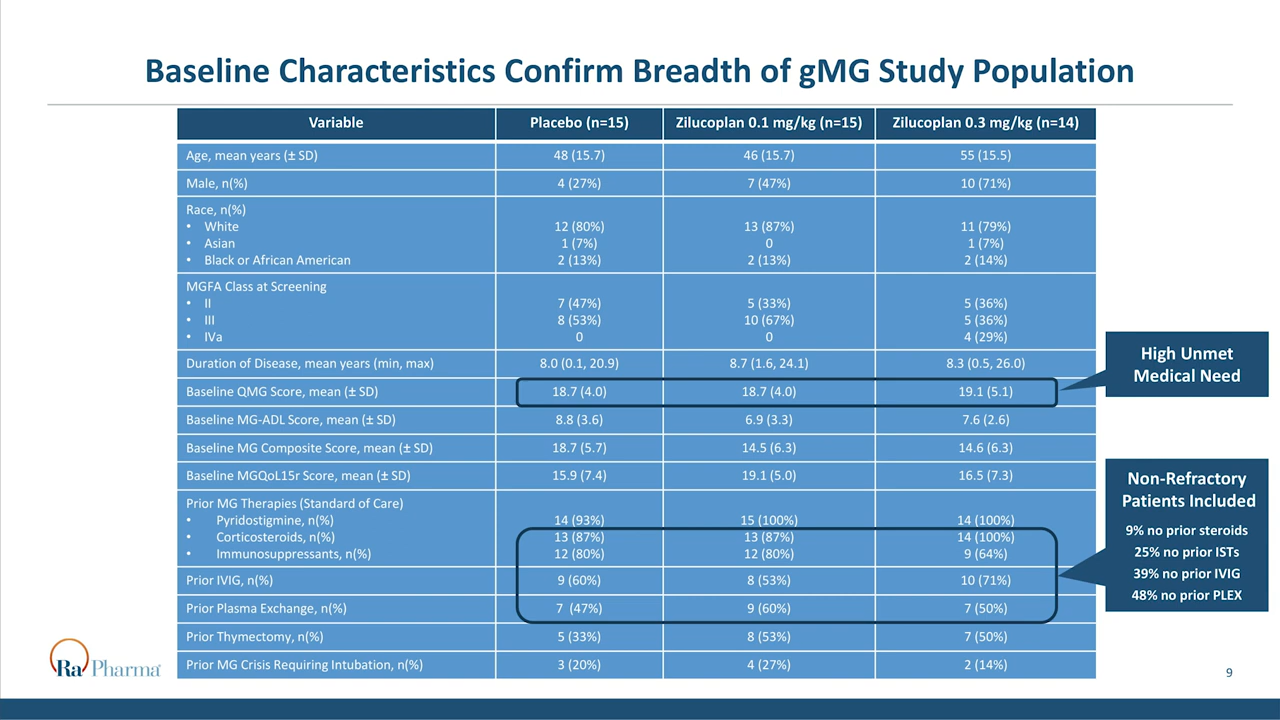 Baseline Characteristics Confirm Breadth of gMG Study Population
Variable Placebo (n=15) Zilucoplan 0.1 mg/kg (n=15) Zilucoplan 0.3 mg/kg (n=14)
Age, mean years (± SD) 48 (15.7) 46 (15.7) 55 (15.5)
Male, n(%) 4 (27%) 7 (47%) 10 (71%)
Race, n(%)
• White 12 (80%) 13 (87%) 11 (79%)
• Asian 1 (7%) 0 1 (7%)
• Black or African American 2 (13%) 2 (13%) 2 (14%)
MGFA Class at Screening
• II 7 (47%) 5 (33%) 5 (36%)
• III 8 (53%) 10 (67%) 5 (36%)
• IVa 0 0 4 (29%)
Duration of Disease, mean years (min, max) 8.0 (0.1, 20.9) 8.7 (1.6, 24.1) 8.3 (0.5, 26.0)
Baseline QMG Score, mean (± SD) 18.7 (4.0) 18.7 (4.0) 19.1 (5.1)
Baseline MG-ADL Score, mean (± SD) 8.8 (3.6) 6.9 (3.3) 7.6 (2.6)
Baseline MG Composite Score, mean (± SD) 18.7 (5.7) 14.5 (6.3) 14.6 (6.3)
Baseline MGQoL15r Score, mean (± SD) 15.9 (7.4) 19.1 (5.0) 16.5 (7.3)
Prior MG Therapies (Standard of Care)
• Pyridostigmine, n(%) 14 (93%) 15 (100%) 14 (100%)
• Corticosteroids, n(%) 13 (87%) 13 (87%) 14 (100%)
• Immunosuppressants, n(%) 12 (80%) 12 (80%) 9 (64%)
Prior IVIG, n(%) 9 (60%) 8 (53%) 10 (71%)
Prior Plasma Exchange, n(%) 7 (47%) 9 (60%) 7 (50%)
Prior Thymectomy, n(%) 5 (33%) 8 (53%) 7 (50%)
Prior MG Crisis Requiring Intubation, n(%) 3 (20%) 4 (27%) 2 (14%)
High Unmet
Medical Need
Non-Refractory
Patients Included
9% no prior steroids
25% no prior ISTs
39% no prior IVIG
48% no prior PLEX
Ra Pharma
9